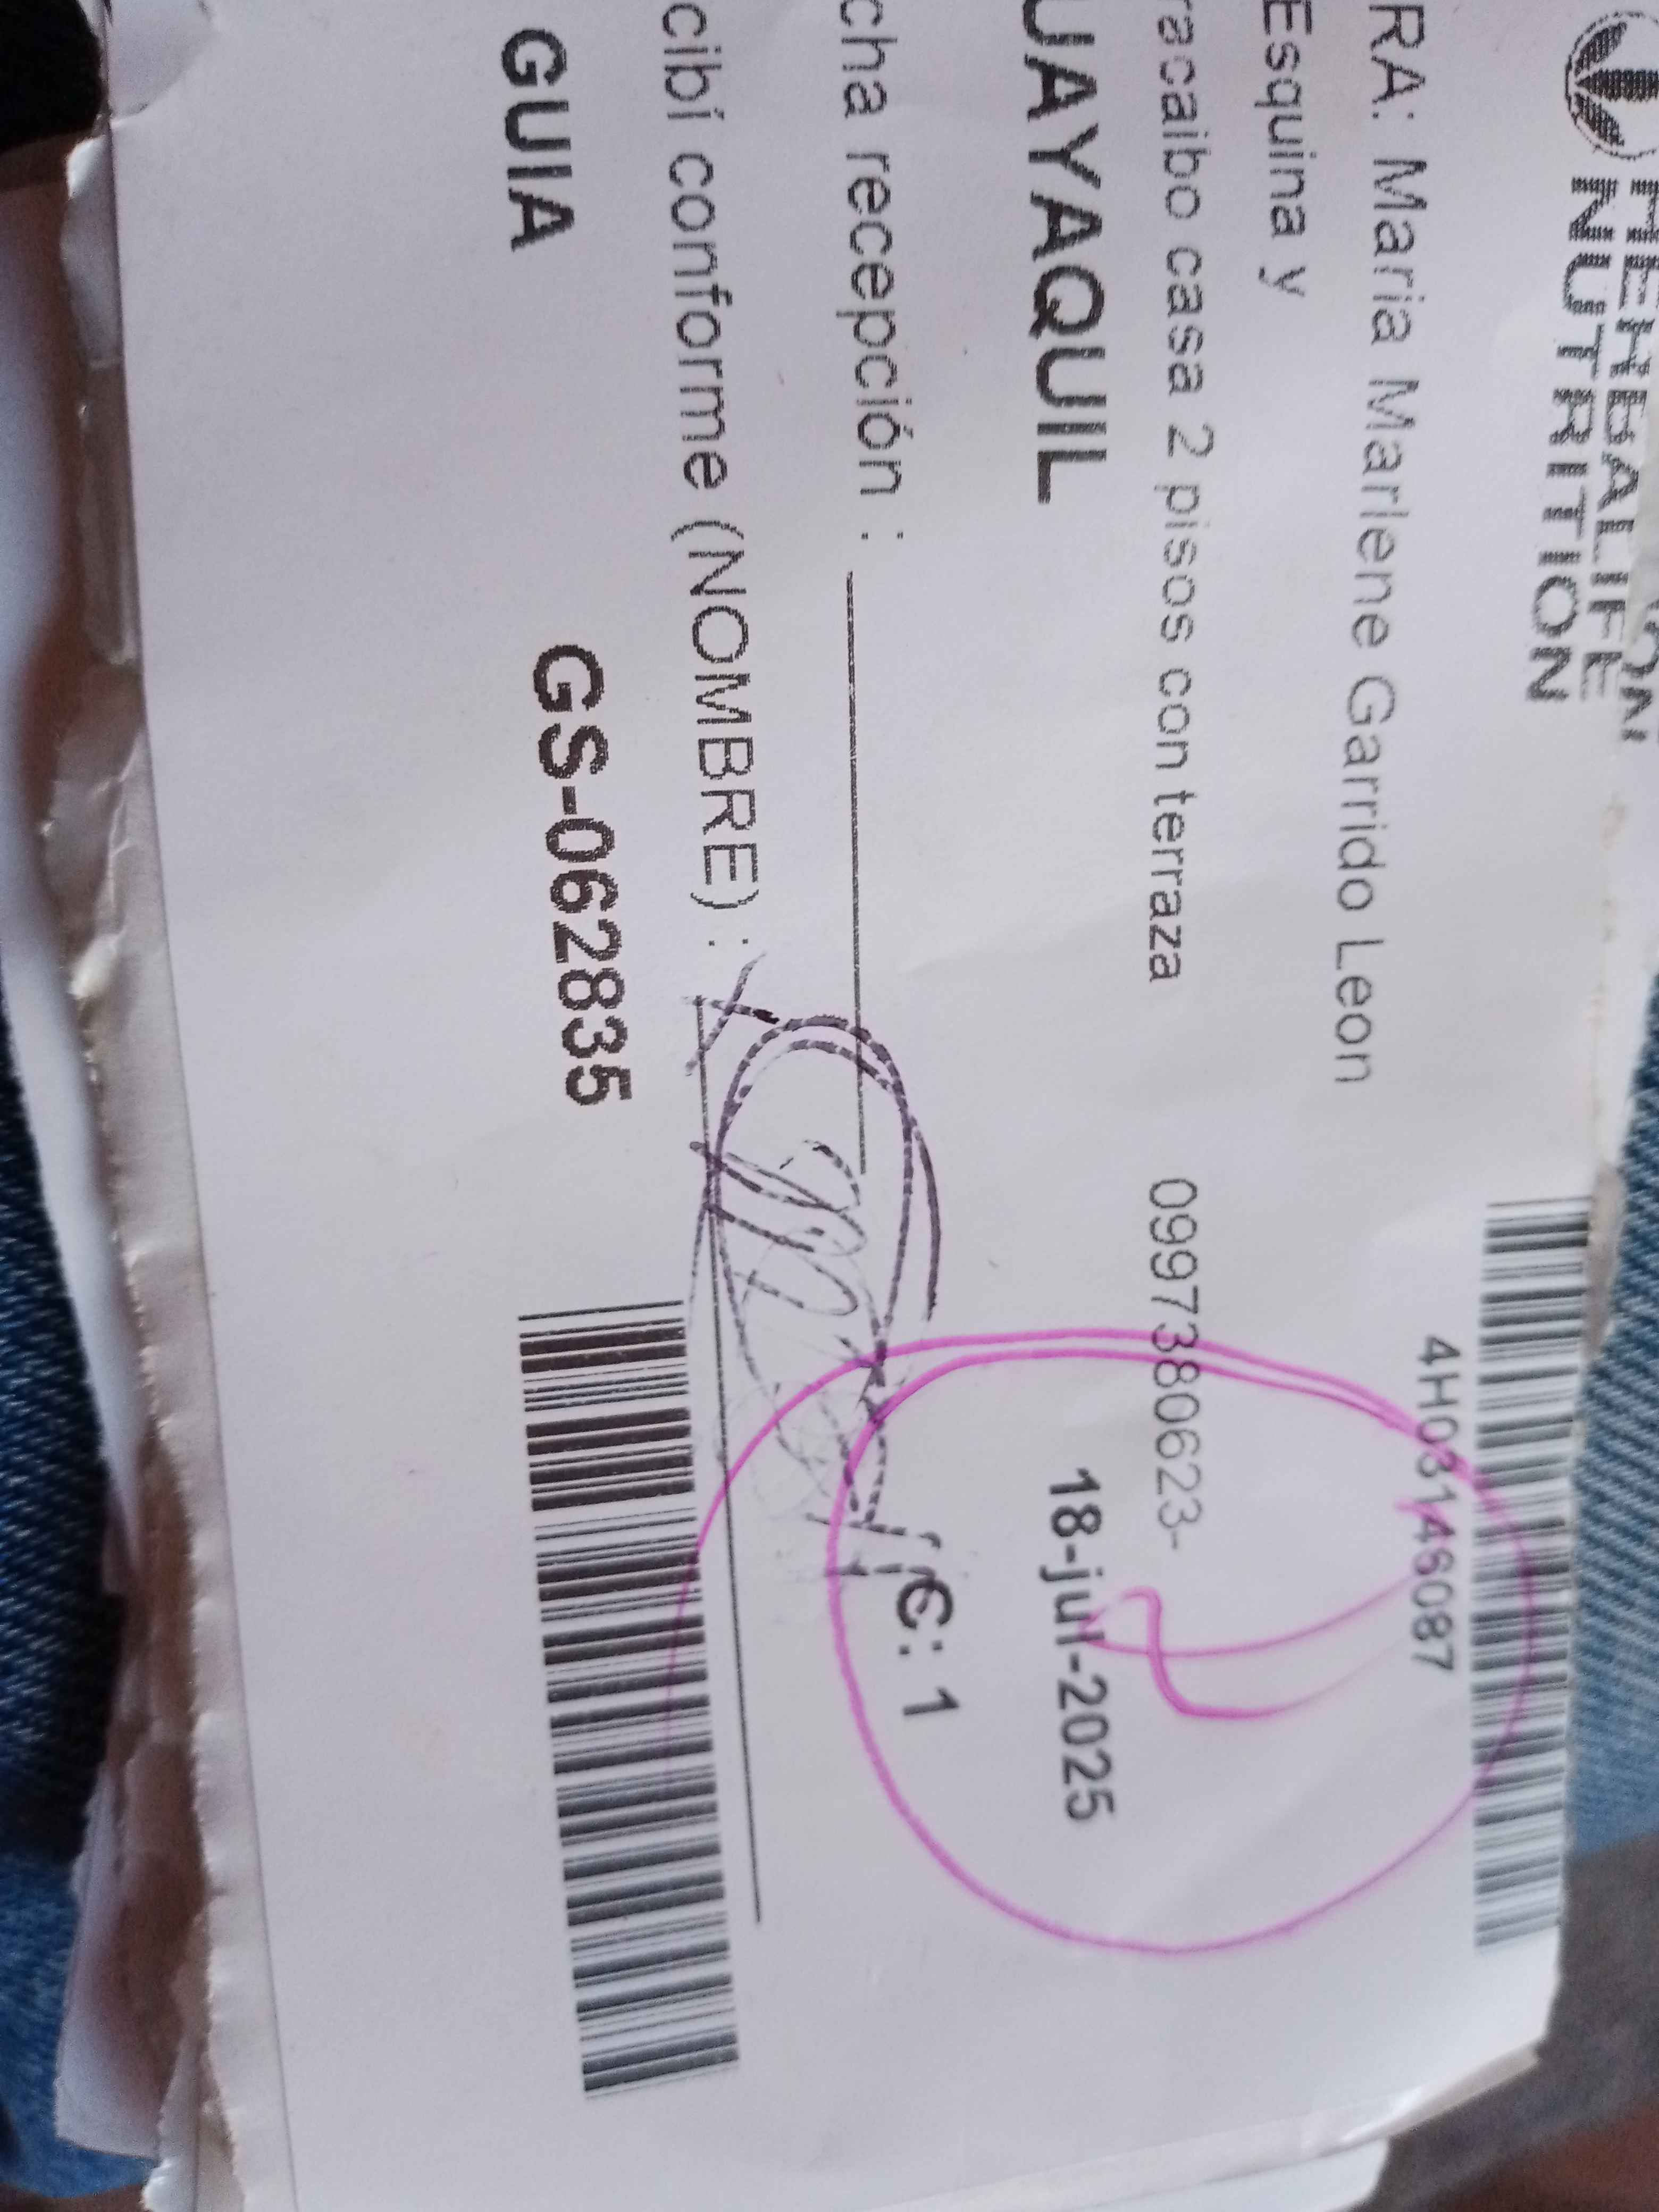 HERBALIFE
NUTRITION
4H03146087
RA: Maria Marlene Garrido Leon
Esquina y
racaibo casa 2 pisos con terraza 0997380623-
UAYAQUIL 18-jul-2025
cha recepción : C: 1
cibí conforme (NOMBRE) :
GUIA GS-062835